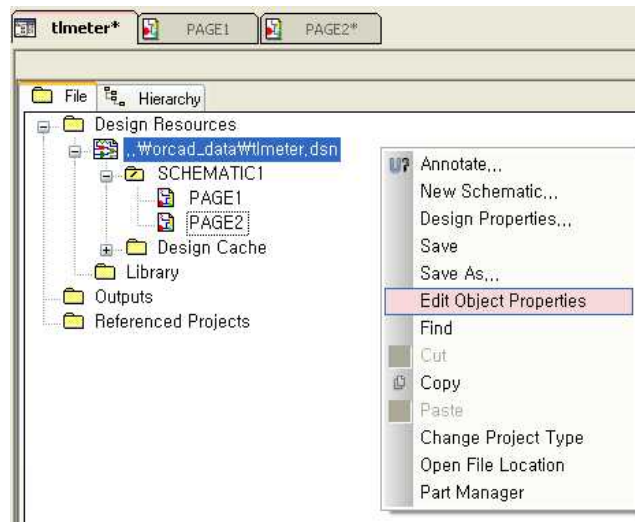 tlmeter* PAGE1 PAGE2*
File Hierarchy
Design Resources
..₩orcad_data₩tlmeter.dsn
SCHEMATIC1
PAGE1
PAGE2
Design Cache
Library
Outputs
Referenced Projects
U? Annotate...
New Schematic...
Design Properties...
Save
Save As...
Edit Object Properties
Find
Cut
Copy
Paste
Change Project Type
Open File Location
Part Manager